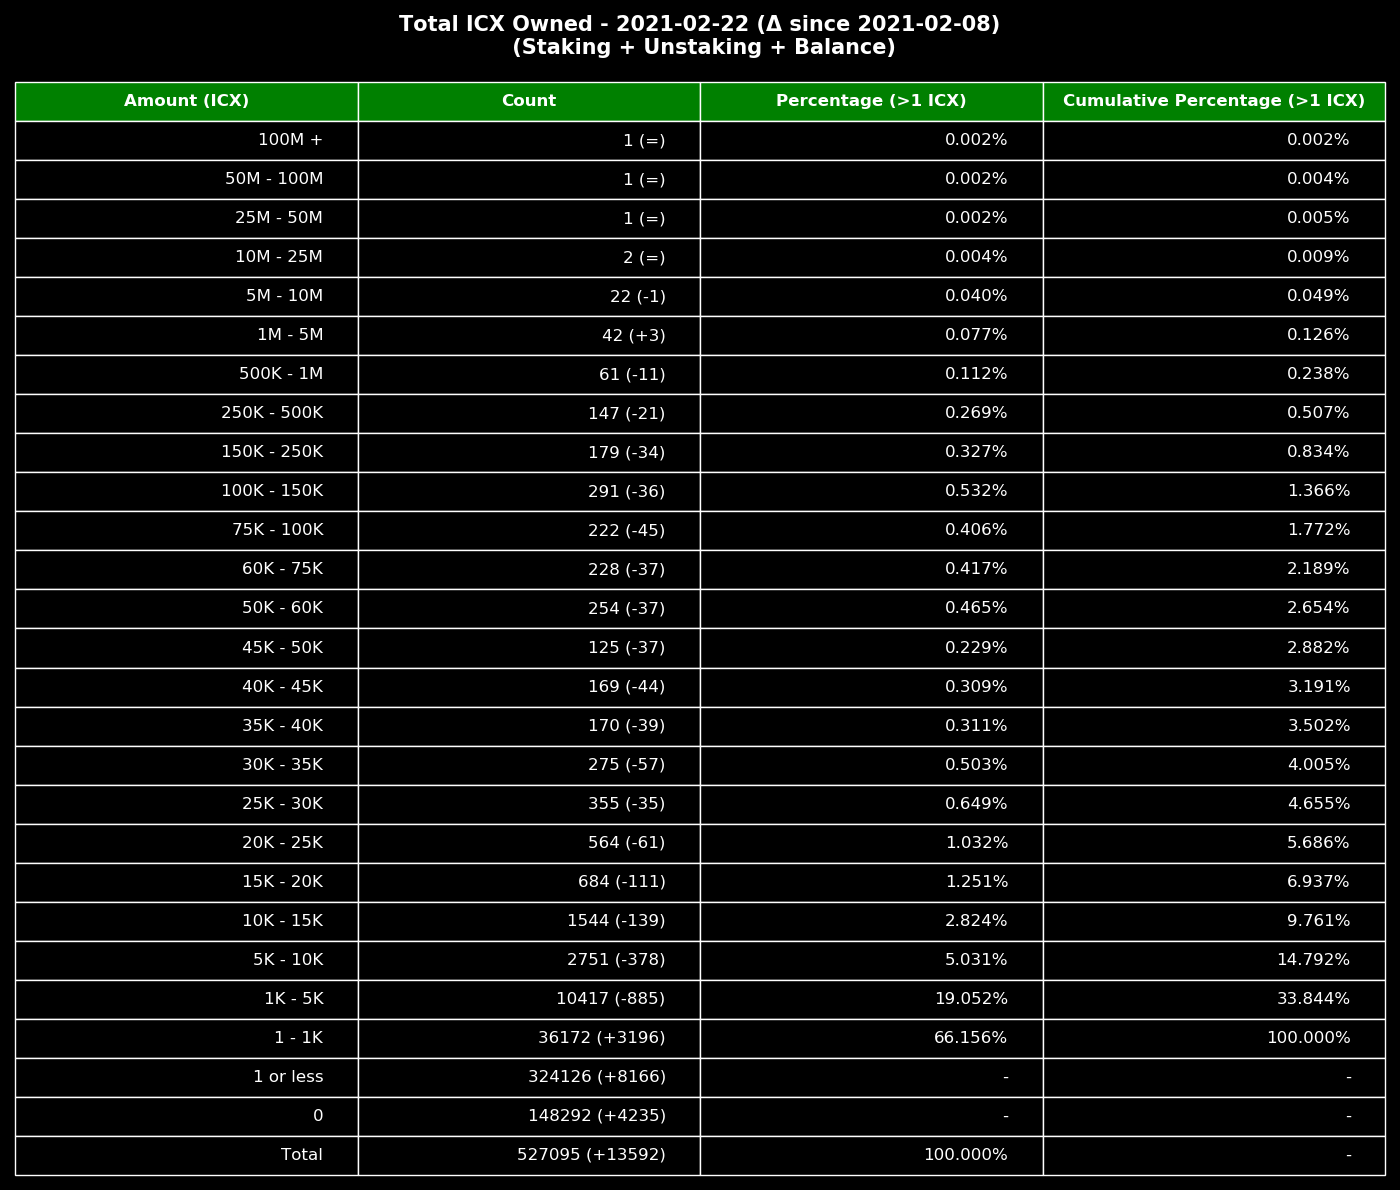 Total ICX Owned - 2021-02-22 (Δ since 2021-02-08)
(Staking + Unstaking + Balance)
Amount (ICX) Count Percentage (>1 ICX) Cumulative Percentage (>1 ICX)
100M + 1 (=) 0.002% 0.002%
50M - 100M 1 (=) 0.002% 0.004%
25M - 50M 1 (=) 0.002% 0.005%
10M - 25M 2 (=) 0.004% 0.009%
5M - 10M 22 (-1) 0.040% 0.049%
1M - 5M 42 (+3) 0.077% 0.126%
500K - 1M 61 (-11) 0.112% 0.238%
250K - 500K 147 (-21) 0.269% 0.507%
150K - 250K 179 (-34) 0.327% 0.834%
100K - 150K 291 (-36) 0.532% 1.366%
75K - 100K 222 (-45) 0.406% 1.772%
60K - 75K 228 (-37) 0.417% 2.189%
50K - 60K 254 (-37) 0.465% 2.654%
45K - 50K 125 (-37) 0.229% 2.882%
40K - 45K 169 (-44) 0.309% 3.191%
35K - 40K 170 (-39) 0.311% 3.502%
30K - 35K 275 (-57) 0.503% 4.005%
25K - 30K 355 (-35) 0.649% 4.655%
20K - 25K 564 (-61) 1.032% 5.686%
15K - 20K 684 (-111) 1.251% 6.937%
10K - 15K 1544 (-139) 2.824% 9.761%
5K - 10K 2751 (-378) 5.031% 14.792%
1K - 5K 10417 (-885) 19.052% 33.844%
1 - 1K 36172 (+3196) 66.156% 100.000%
1 or less 324126 (+8166) - -
0 148292 (+4235) - -
Total 527095 (+13592) 100.000% -